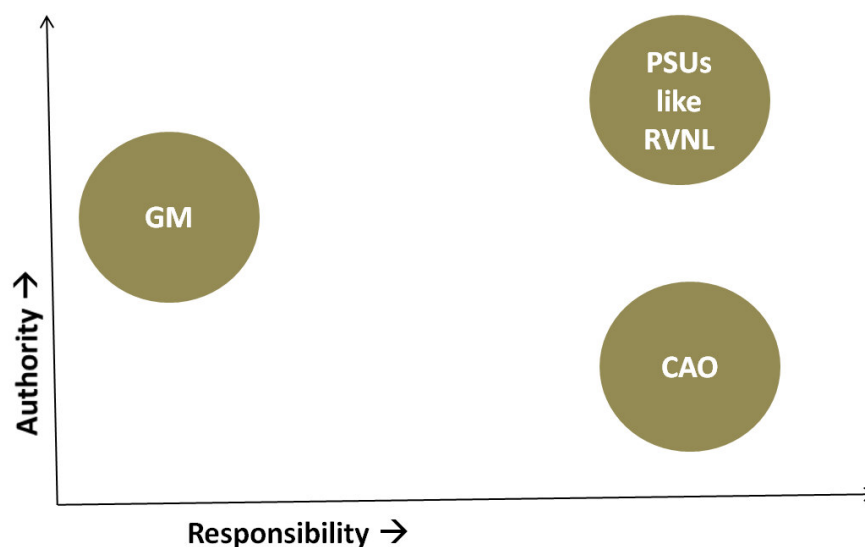 PSUs
like
RVNL
GM
CAO
Authority →
Responsibility →